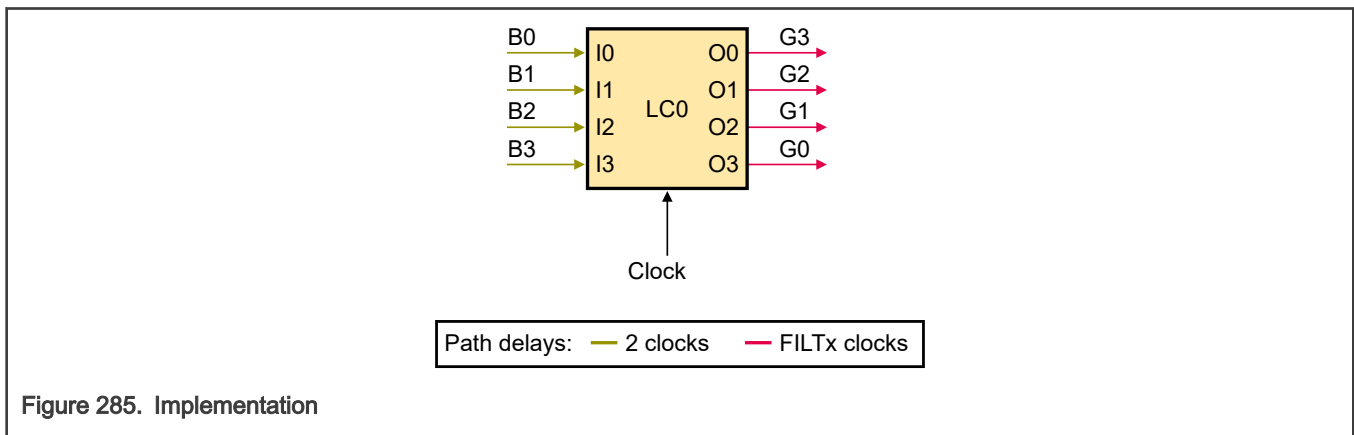 B0 I0 O0 G3
B1 I1 O1 G2
LC0
B2 I2 O2 G1
B3 I3 O3 G0
Clock
Path delays: 2 clocks FILTx clocks
Figure 285. Implementation